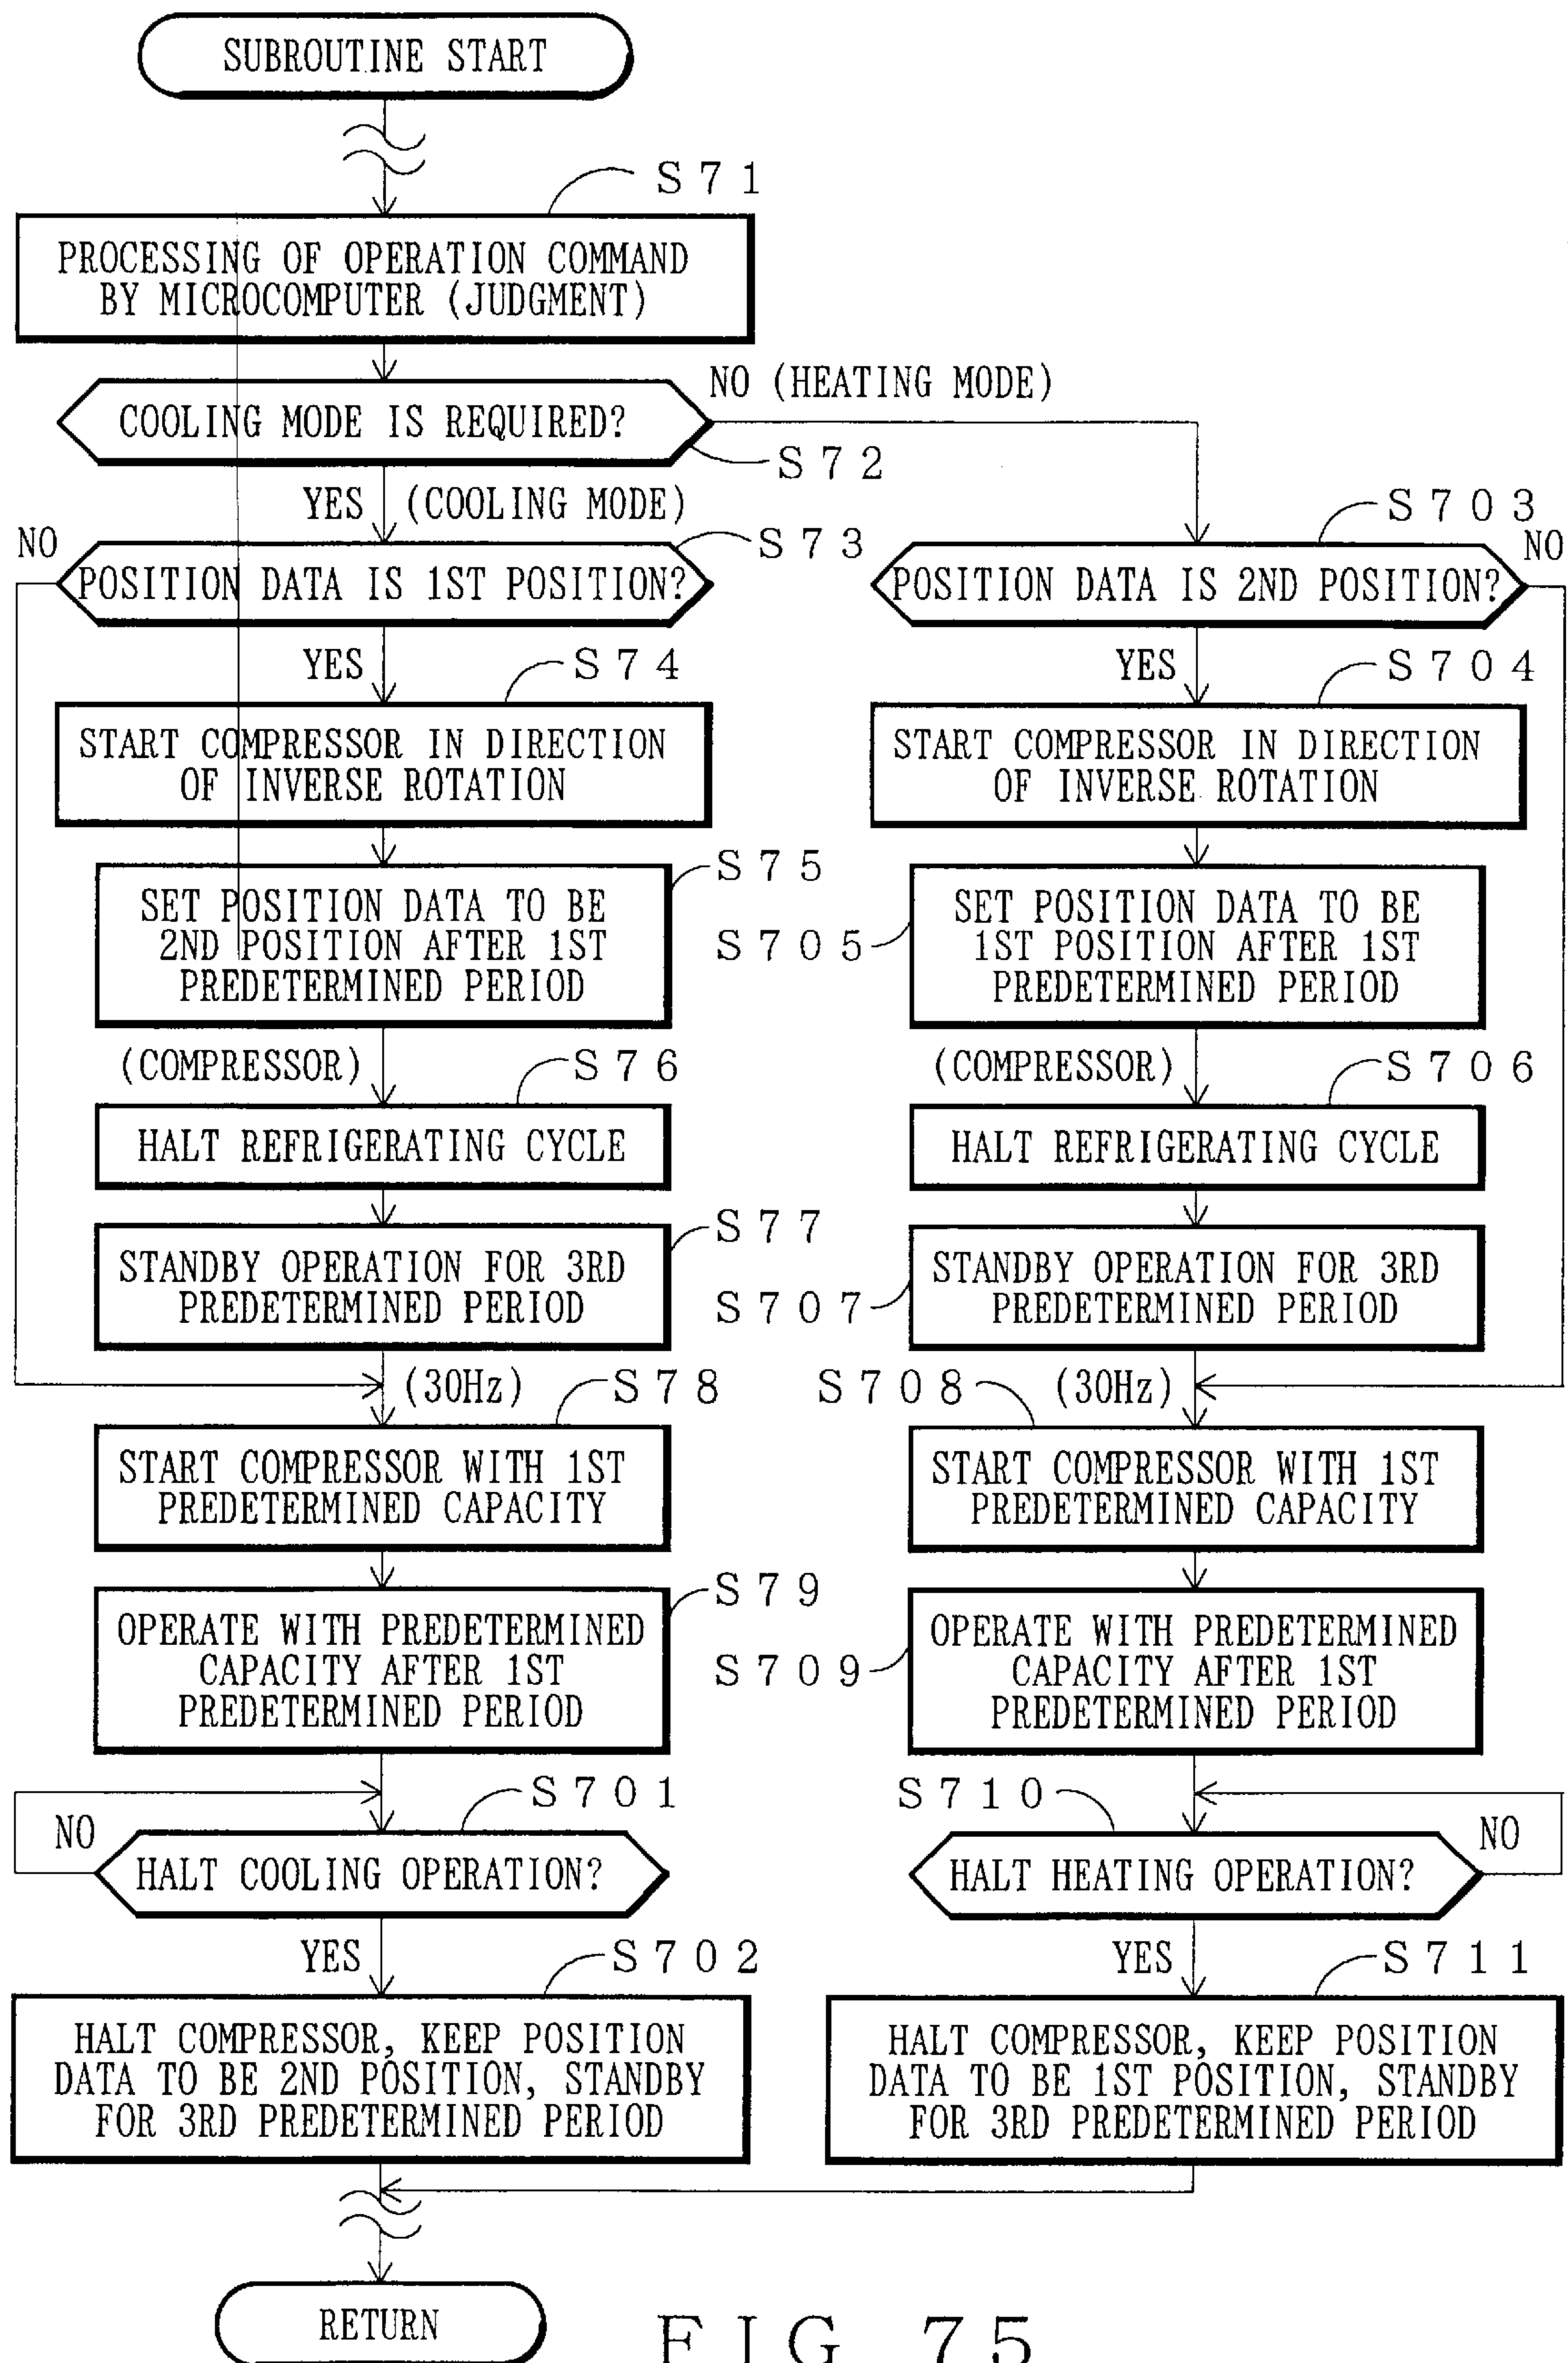 SUBROUTINE START
S71
PROCESSING OF OPERATION COMMAND
BY MICROCOMPUTER (JUDGMENT)
NO (HEATING MODE)
COOLING MODE IS REQUIRED?
S72
YES (COOLING MODE)
NO
S73
POSITION DATA IS 1ST POSITION?
YES
S74
START COMPRESSOR IN DIRECTION
OF INVERSE ROTATION
S75
SET POSITION DATA TO BE
2ND POSITION AFTER 1ST
PREDETERMINED PERIOD
(COMPRESSOR)
S76
HALT REFRIGERATING CYCLE
S77
STANDBY OPERATION FOR 3RD
PREDETERMINED PERIOD
(30Hz)
S78
START COMPRESSOR WITH 1ST
PREDETERMINED CAPACITY
S79
OPERATE WITH PREDETERMINED
CAPACITY AFTER 1ST
PREDETERMINED PERIOD
S701
NO
HALT COOLING OPERATION?
YES
S702
HALT COMPRESSOR, KEEP POSITION
DATA TO BE 2ND POSITION, STANDBY
FOR 3RD PREDETERMINED PERIOD
S703
NO
POSITION DATA IS 2ND POSITION?
YES
S704
START COMPRESSOR IN DIRECTION
OF INVERSE ROTATION
S705
SET POSITION DATA TO BE
1ST POSITION AFTER 1ST
PREDETERMINED PERIOD
(COMPRESSOR)
S706
HALT REFRIGERATING CYCLE
S707
STANDBY OPERATION FOR 3RD
PREDETERMINED PERIOD
S708
(30Hz)
START COMPRESSOR WITH 1ST
PREDETERMINED CAPACITY
S709
OPERATE WITH PREDETERMINED
CAPACITY AFTER 1ST
PREDETERMINED PERIOD
S710
NO
HALT HEATING OPERATION?
YES
S711
HALT COMPRESSOR, KEEP POSITION
DATA TO BE 1ST POSITION, STANDBY
FOR 3RD PREDETERMINED PERIOD
RETURN
FIG 75